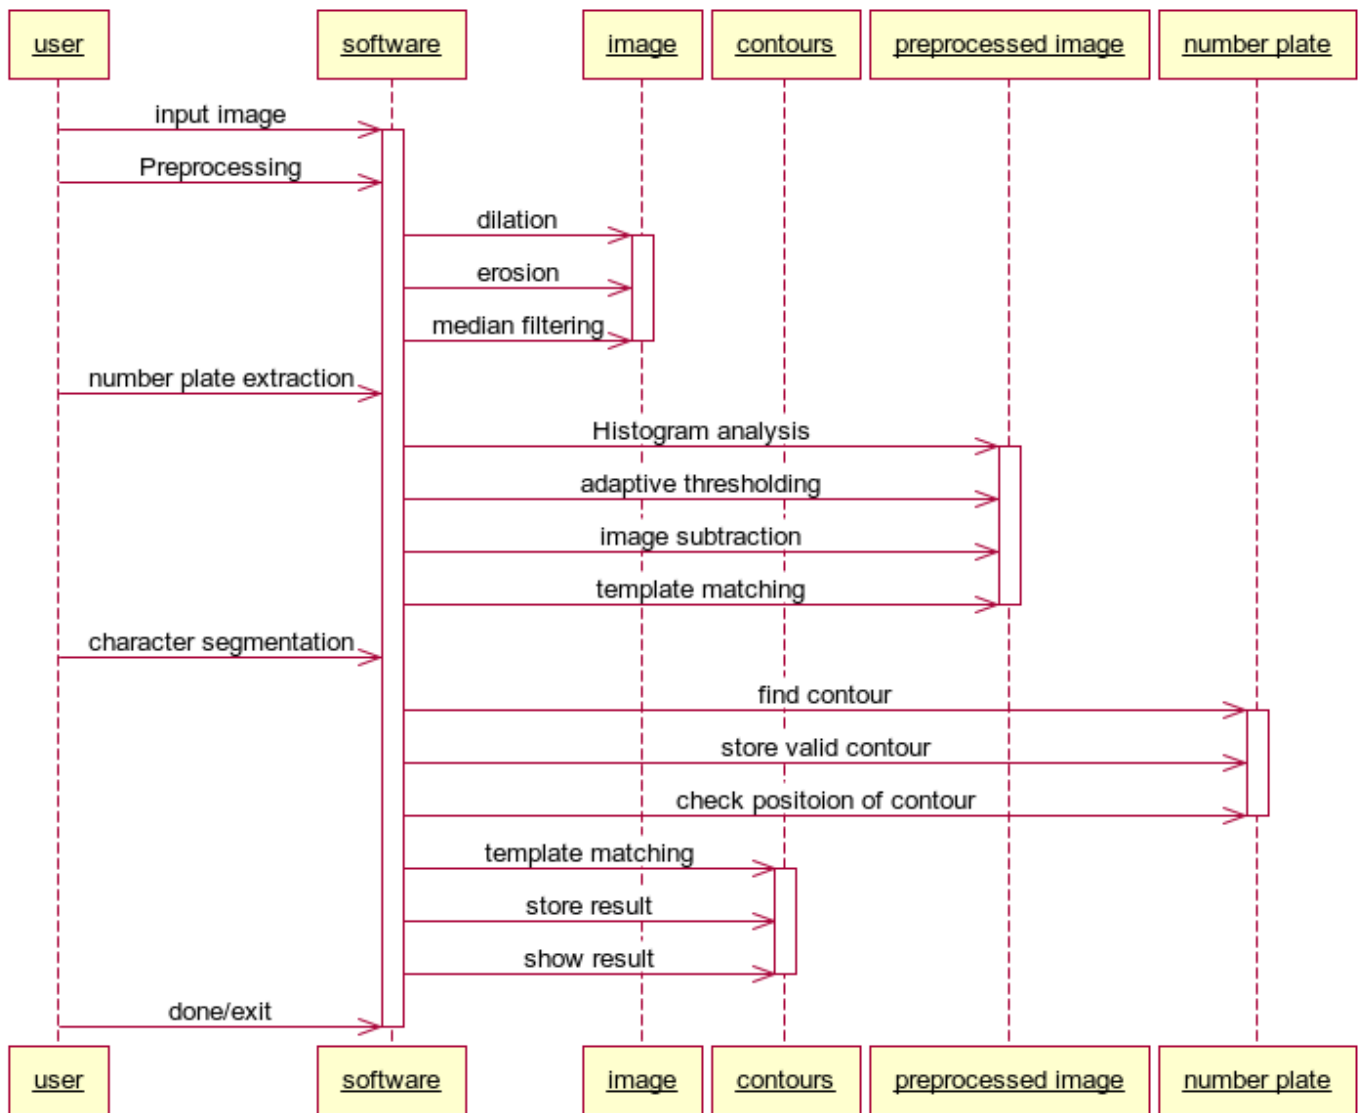 user software image contours preprocessed image number plate
input image
Preprocessing
dilation
erosion
median filtering
number plate extraction
Histogram analysis
adaptive thresholding
image subtraction
template matching
character segmentation
find contour
store valid contour
check positoion of contour
template matching
store result
show result
done/exit
user software image contours preprocessed image number plate